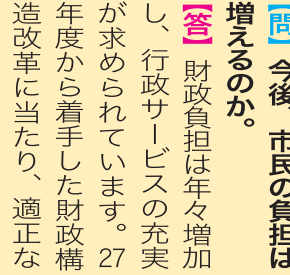 【問】 今後、市民の負担は
増えるのか。
【答】 財政負担は年々増加
し、行政サービスの充実
が求められています。27
年度から着手した財政構
造改革に当たり、適正な